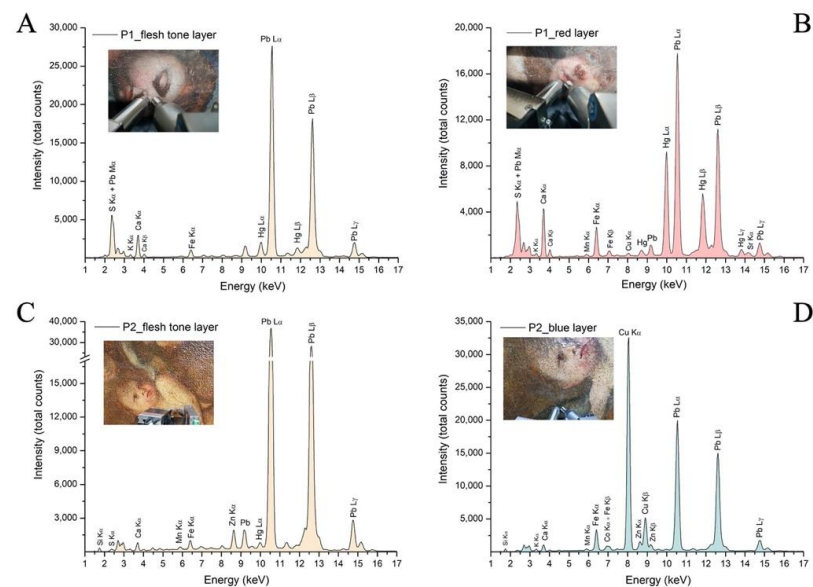 A
P1_flesh tone layer
30,000
25,000
20,000
15,000
10,000
5,000
Intensity (total counts)
S Kα + Pb Mα
K Kα
Ca Kα
Ca Kβ
Fe Kα
Hg Lα
Pb Lα
Hg Lβ
Pb Lβ
Pb Lγ
1 2 3 4 5 6 7 8 9 10 11 12 13 14 15 16 17
Energy (keV)
B
P1_red layer
20,000
16,000
12,000
8,000
4,000
Intensity (total counts)
S Kα + Pb Mα
K Kα
Ca Kα
Ca Kβ
Mn Kα
Fe Kα
Fe Kβ
Cu Kα
Hg
Pb
Hg Lα
Pb Lα
Hg Lβ
Pb Lβ
Hg Lγ
Sr Kα
Pb Lγ
1 2 3 4 5 6 7 8 9 10 11 12 13 14 15 16 17
Energy (keV)
C
P2_flesh tone layer
40,000
30,000
15,000
12,000
9,000
6,000
3,000
Intensity (total counts)
Si Kα
S Kα
Ca Kα
Mn Kα
Fe Kα
Zn Kα
Pb
Hg Lα
Pb Lα
Pb Lβ
Pb Lγ
1 2 3 4 5 6 7 8 9 10 11 12 13 14 15 16 17
Energy (keV)
D
P2_blue layer
35,000
30,000
25,000
20,000
15,000
10,000
5,000
Intensity (total counts)
Si Kα
K Kα
Ca Kα
Mn Kα
Fe Kα
Co Kα + Fe Kβ
Cu Kα
Zn Kα
Cu Kβ
Zn Kβ
Pb Lα
Pb Lβ
Pb Lγ
1 2 3 4 5 6 7 8 9 10 11 12 13 14 15 16 17
Energy (keV)